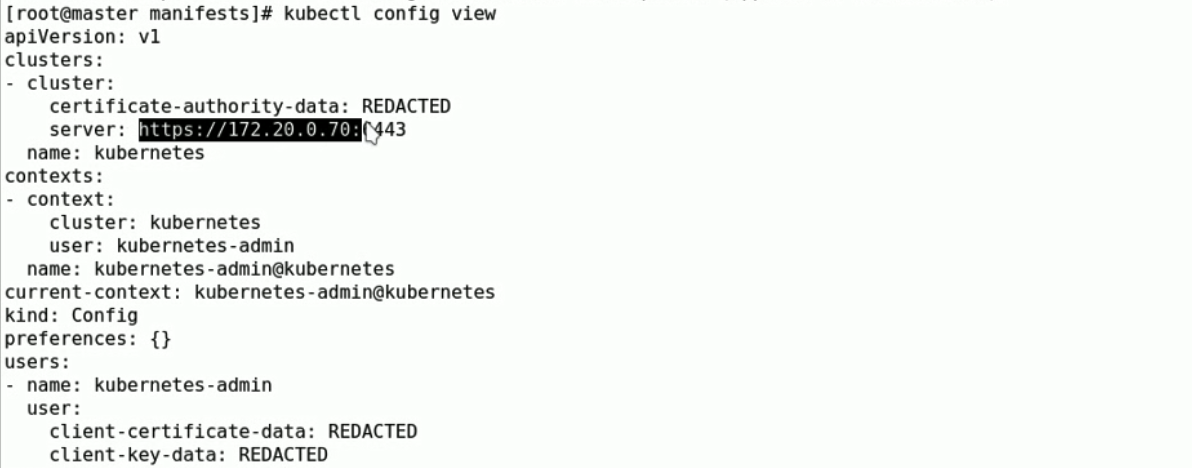 [root@master manifests]# kubectl config view
apiVersion: v1
clusters:
- cluster:
    certificate-authority-data: REDACTED
    server: https://172.20.0.70:6443
  name: kubernetes
contexts:
- context:
    cluster: kubernetes
    user: kubernetes-admin
  name: kubernetes-admin@kubernetes
current-context: kubernetes-admin@kubernetes
kind: Config
preferences: {}
users:
- name: kubernetes-admin
  user:
    client-certificate-data: REDACTED
    client-key-data: REDACTED